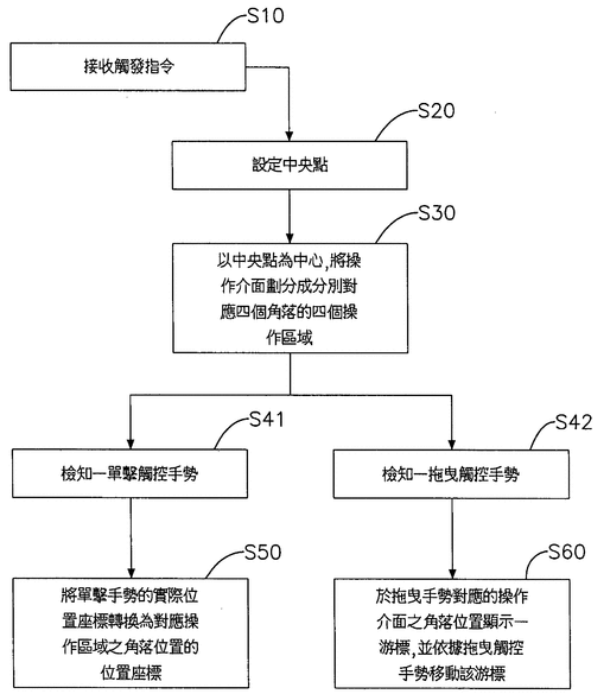 S10
接收觸發指令
S20
設定中央點
S30
以中央點為中心,將操
作介面劃分成分別對
應四個角落的四個操
作區域
S41
檢知一單擊觸控手勢
S42
檢知一拖曳觸控手勢
S50
將單擊手勢的實際位
置座標轉換為對應操
作區域之角落位置的
位置座標
S60
於拖曳手勢對應的操作
介面之角落位置顯示一
游標,並依據拖曳觸控
手勢移動該游標